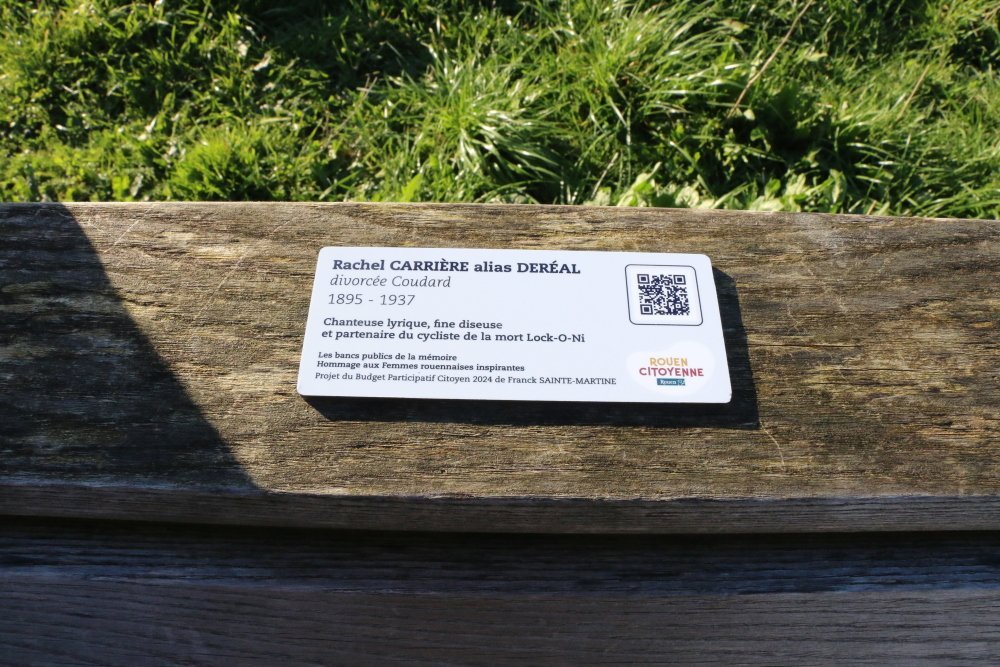 Rachel CARRIÈRE alias DERÉAL
divorcée Coudard
1895 - 1937
Chanteuse lyrique, fine diseuse
et partenaire du cycliste de la mort Lock-O-Ni
Les bancs publics de la mémoire
Hommage aux Femmes rouennaises inspirantes
Projet du Budget Participatif Citoyen 2024 de Franck SAINTE-MARTINE
ROUEN
CITOYENNE
Rouen